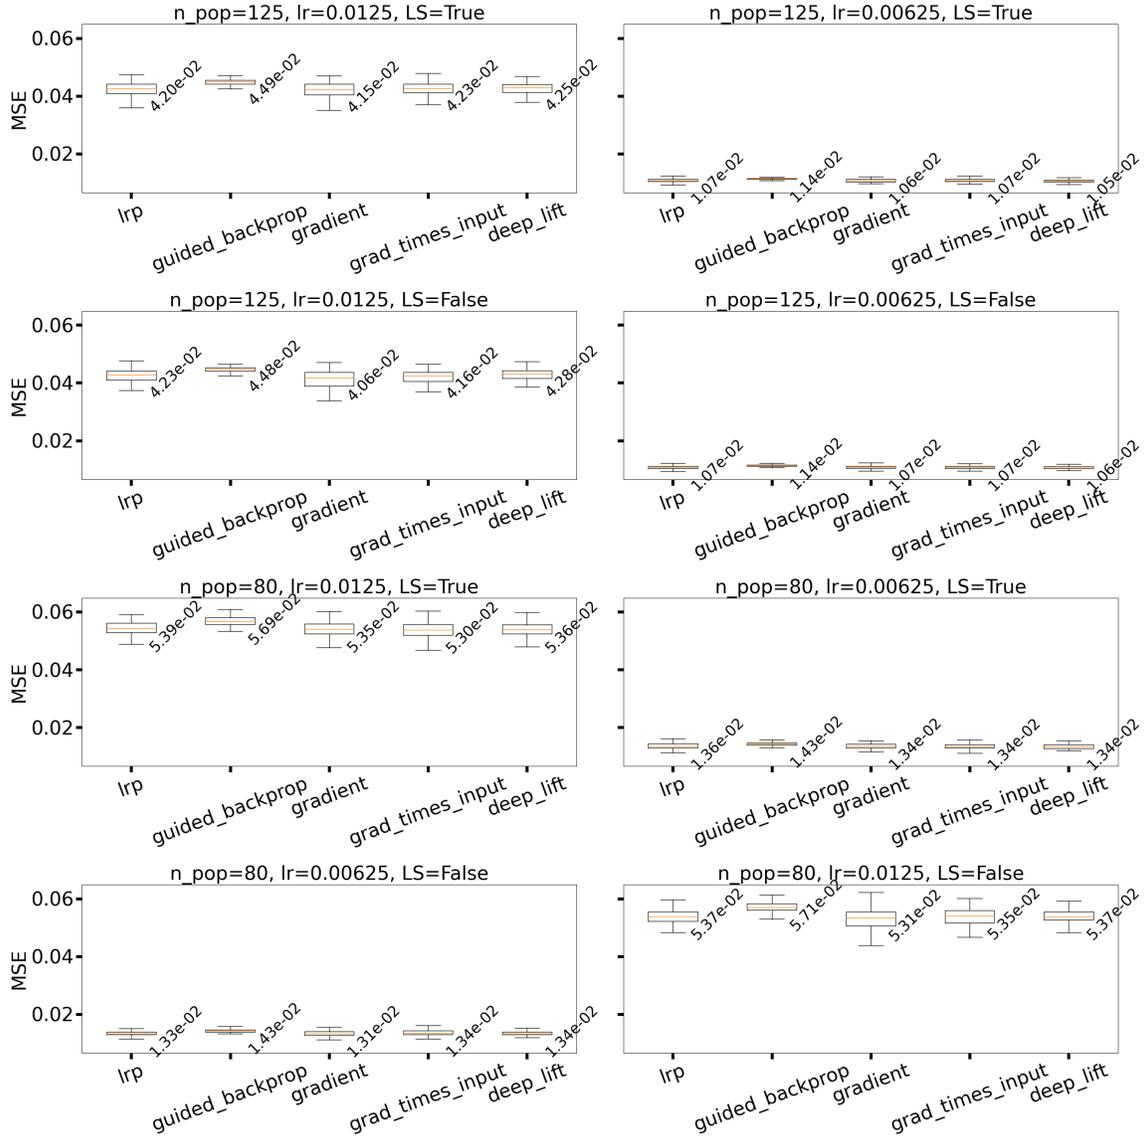 n_pop=125, lr=0.0125, LS=True
0.06
0.04
0.02
MSE
4.20e-02
4.49e-02
4.15e-02
4.23e-02
4.25e-02
lrp
guided_backprop
gradient
grad_times_input
deep_lift
n_pop=125, lr=0.00625, LS=True
1.07e-02
1.14e-02
1.06e-02
1.07e-02
1.05e-02
lrp
guided_backprop
gradient
grad_times_input
deep_lift
n_pop=125, lr=0.0125, LS=False
0.06
0.04
0.02
MSE
4.23e-02
4.48e-02
4.06e-02
4.16e-02
4.28e-02
lrp
guided_backprop
gradient
grad_times_input
deep_lift
n_pop=125, lr=0.00625, LS=False
1.07e-02
1.14e-02
1.07e-02
1.07e-02
1.06e-02
lrp
guided_backprop
gradient
grad_times_input
deep_lift
n_pop=80, lr=0.0125, LS=True
0.06
0.04
0.02
MSE
5.39e-02
5.69e-02
5.35e-02
5.30e-02
5.36e-02
lrp
guided_backprop
gradient
grad_times_input
deep_lift
n_pop=80, lr=0.00625, LS=True
1.36e-02
1.43e-02
1.34e-02
1.34e-02
1.34e-02
lrp
guided_backprop
gradient
grad_times_input
deep_lift
n_pop=80, lr=0.00625, LS=False
0.06
0.04
0.02
MSE
1.33e-02
1.43e-02
1.31e-02
1.34e-02
1.34e-02
lrp
guided_backprop
gradient
grad_times_input
deep_lift
n_pop=80, lr=0.0125, LS=False
5.37e-02
5.71e-02
5.31e-02
5.35e-02
5.37e-02
lrp
guided_backprop
gradient
grad_times_input
deep_lift